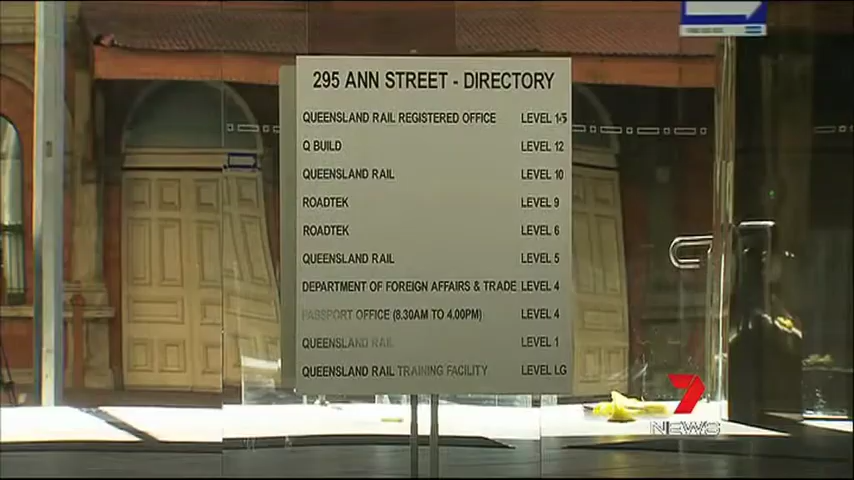 295 ANN STREET - DIRECTORY
QUEENSLAND RAIL REGISTERED OFFICE LEVEL 15
Q BUILD LEVEL 12
QUEENSLAND RAIL LEVEL 10
ROADTEK LEVEL 9
ROADTEK LEVEL 6
QUEENSLAND RAIL LEVEL 5
DEPARTMENT OF FOREIGN AFFAIRS & TRADE LEVEL 4
PASSPORT OFFICE (8.30AM TO 4.00PM) LEVEL 4
QUEENSLAND RAIL LEVEL 1
QUEENSLAND RAIL TRAINING FACILITY LEVEL LG
7
NEWS